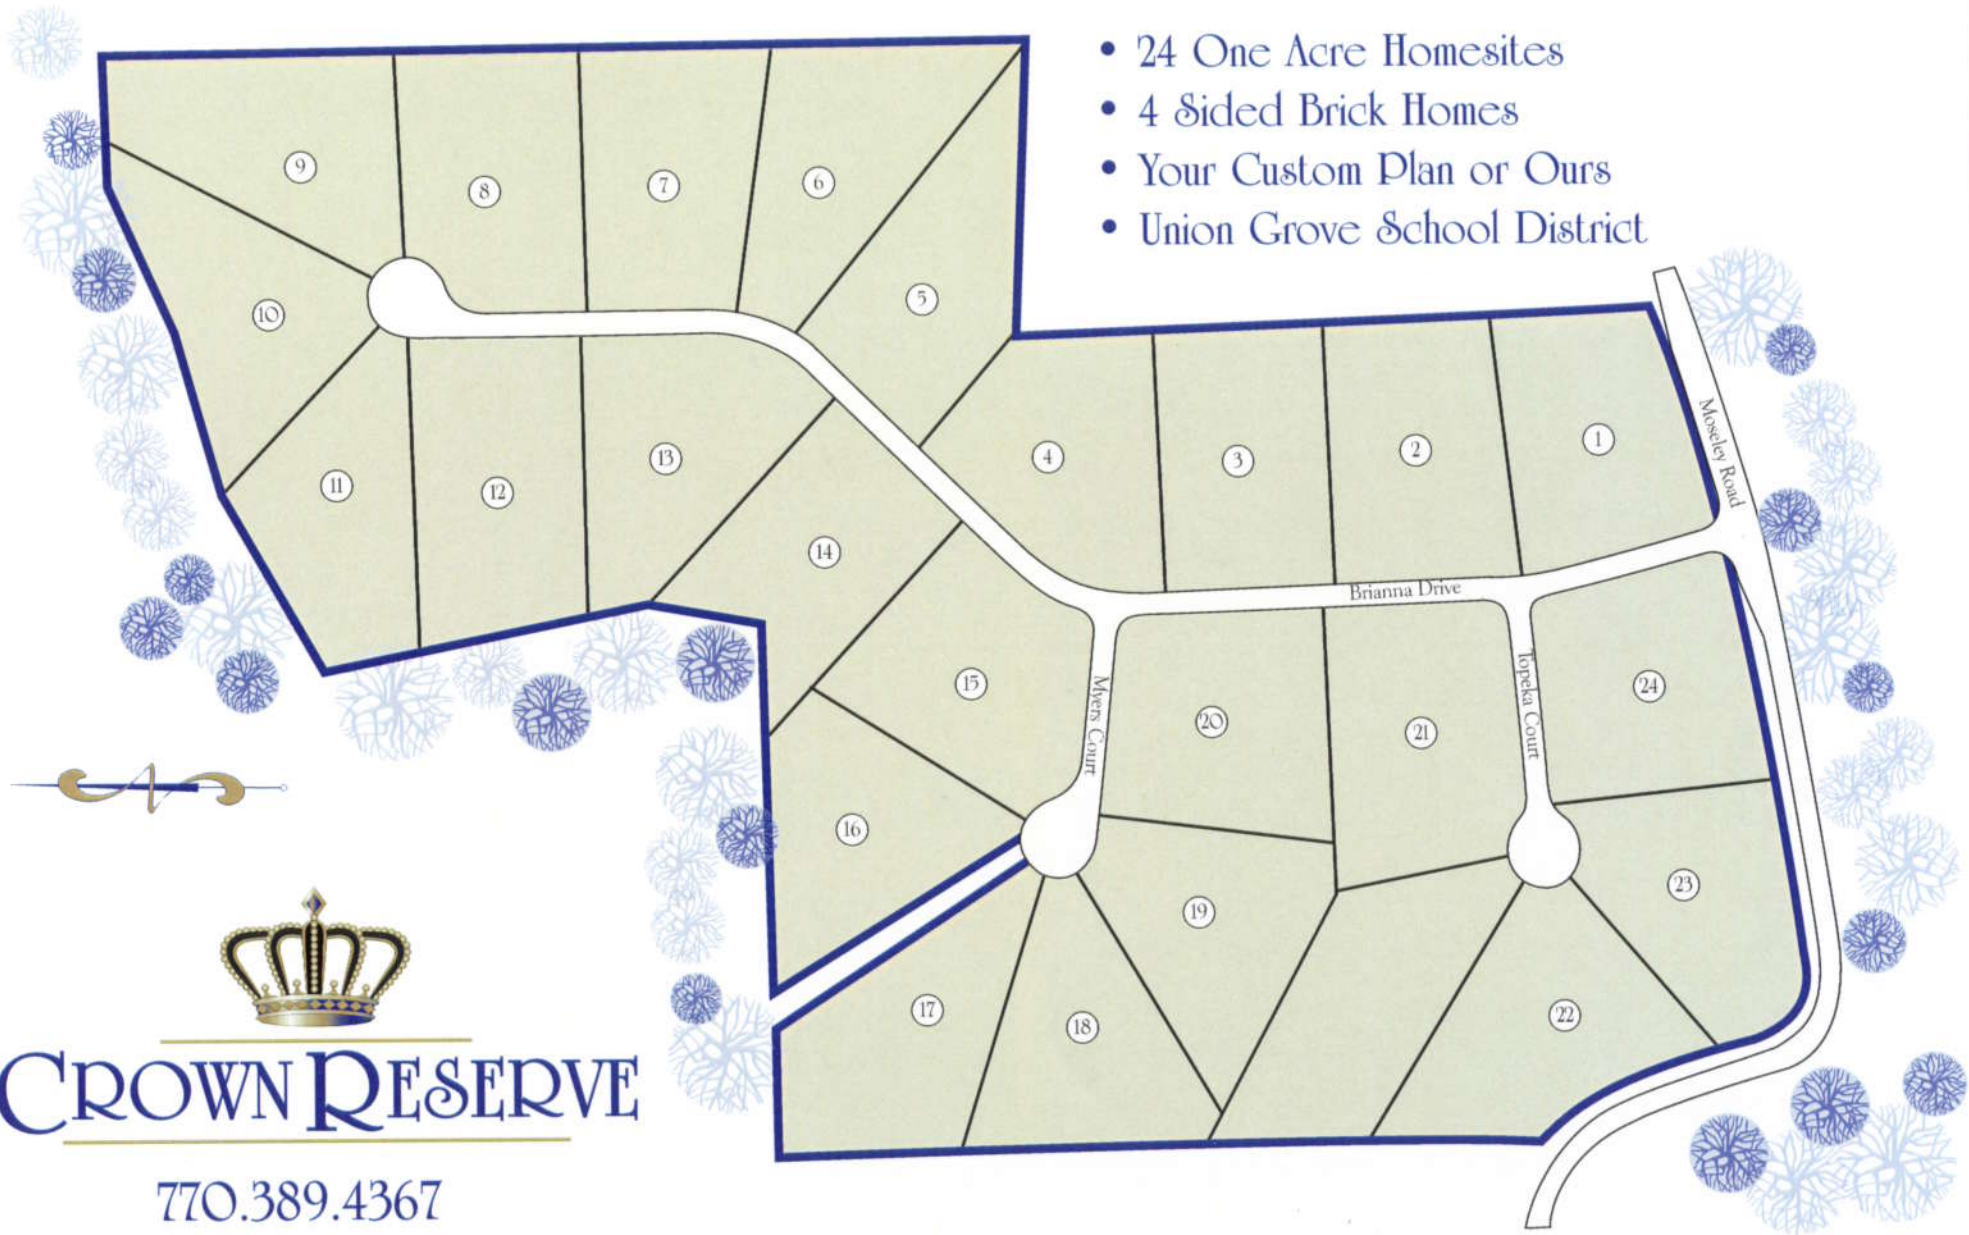 • 24 One Acre Homesites
• 4 Sided Brick Homes
• Your Custom Plan or Ours
• Union Grove School District
9
8
7
6
5
10
11
12
13
14
4
3
2
1
Moseley Road
Brianna Drive
15
Myers Court
20
21
Topeka Court
24
16
19
23
17
18
22
N
CROWN RESERVE
770.389.4367